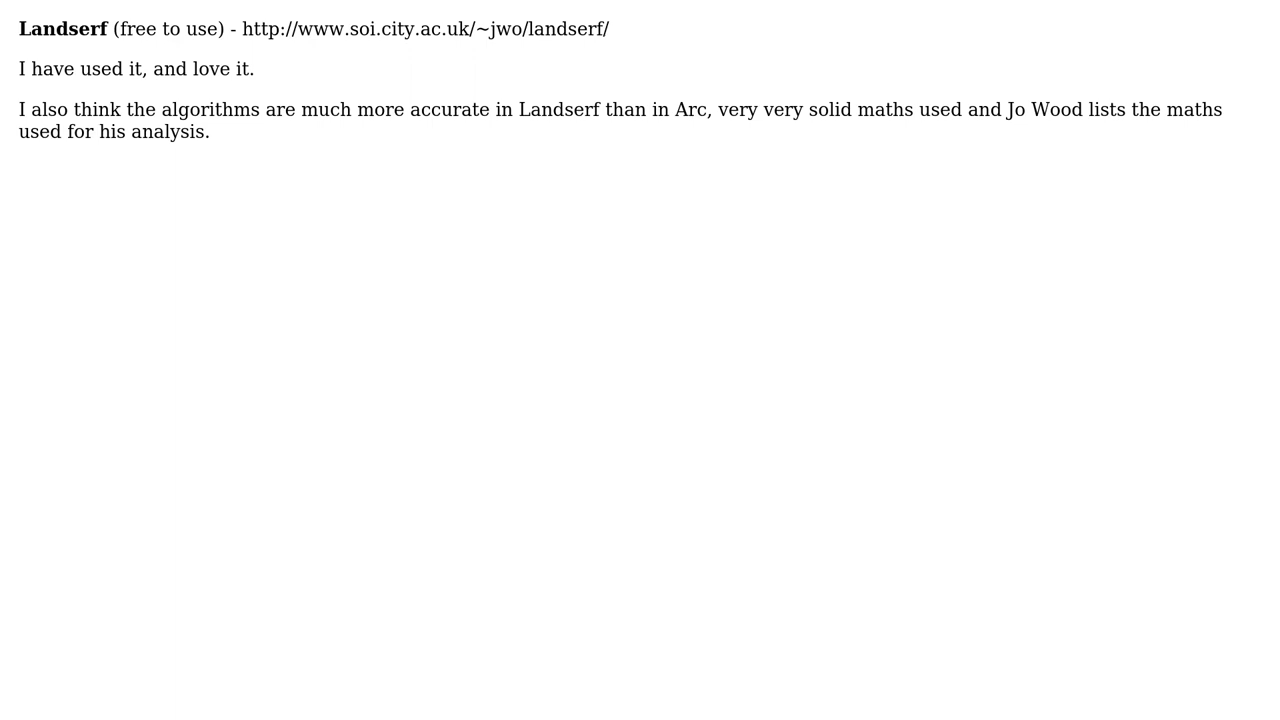 Landserf (free to use) - http://www.soi.city.ac.uk/~jwo/landserf/
I have used it, and love it.
I also think the algorithms are much more accurate in Landserf than in Arc, very very solid maths used and Jo Wood lists the maths
used for his analysis.